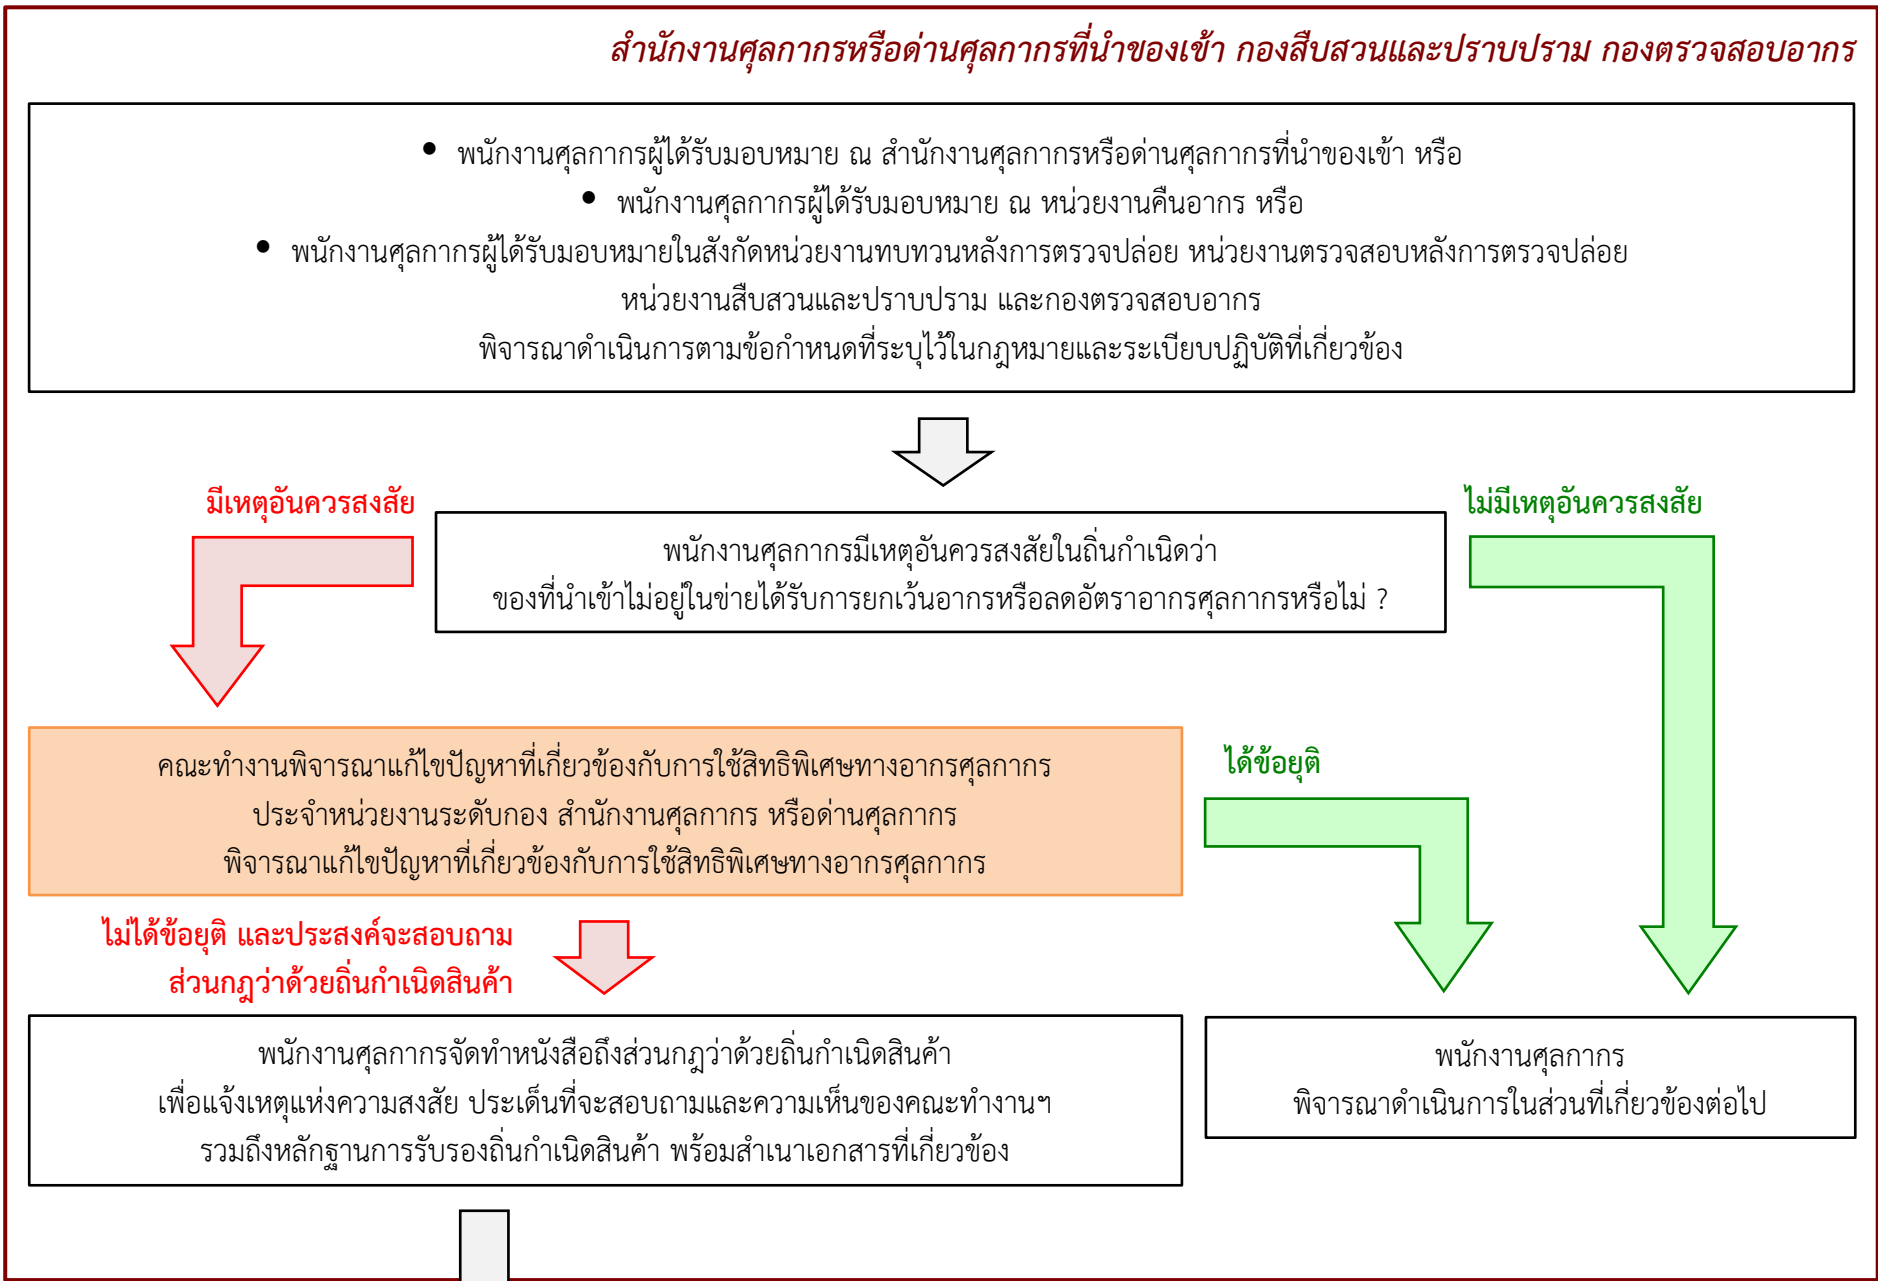 สำนักงานศุลกากรหรือด่านศุลกากรที่นำของเข้า กองสืบสวนและปราบปราม กองตรวจสอบอากร
• พนักงานศุลกากรผู้ได้รับมอบหมาย ณ สำนักงานศุลกากรหรือด่านศุลกากรที่นำของเข้า หรือ
• พนักงานศุลกากรผู้ได้รับมอบหมาย ณ หน่วยงานคืนอากร หรือ
• พนักงานศุลกากรผู้ได้รับมอบหมายในสังกัดหน่วยงานทบทวนหลังการตรวจปล่อย หน่วยงานตรวจสอบหลังการตรวจปล่อย
หน่วยงานสืบสวนและปราบปราม และกองตรวจสอบอากร
พิจารณาดำเนินการตามข้อกำหนดที่ระบุไว้ในกฎหมายและระเบียบปฏิบัติที่เกี่ยวข้อง
มีเหตุอันควรสงสัย
ไม่มีเหตุอันควรสงสัย
พนักงานศุลกากรมีเหตุอันควรสงสัยในถิ่นกำเนิดว่า
ของที่นำเข้าไม่อยู่ในข่ายได้รับการยกเว้นอากรหรือลดอัตราอากรศุลกากรหรือไม่ ?
คณะทำงานพิจารณาแก้ไขปัญหาที่เกี่ยวข้องกับการใช้สิทธิพิเศษทางอากรศุลกากร
ประจำหน่วยงานระดับกอง สำนักงานศุลกากร หรือด่านศุลกากร
พิจารณาแก้ไขปัญหาที่เกี่ยวข้องกับการใช้สิทธิพิเศษทางอากรศุลกากร
ได้ข้อยุติ
ไม่ได้ข้อยุติ และประสงค์จะสอบถาม
ส่วนกฎว่าด้วยถิ่นกำเนิดสินค้า
พนักงานศุลกากรจัดทำหนังสือถึงส่วนกฎว่าด้วยถิ่นกำเนิดสินค้า
เพื่อแจ้งเหตุแห่งความสงสัย ประเด็นที่จะสอบถามและความเห็นของคณะทำงานฯ
รวมถึงหลักฐานการรับรองถิ่นกำเนิดสินค้า พร้อมสำเนาเอกสารที่เกี่ยวข้อง
พนักงานศุลกากร
พิจารณาดำเนินการในส่วนที่เกี่ยวข้องต่อไป